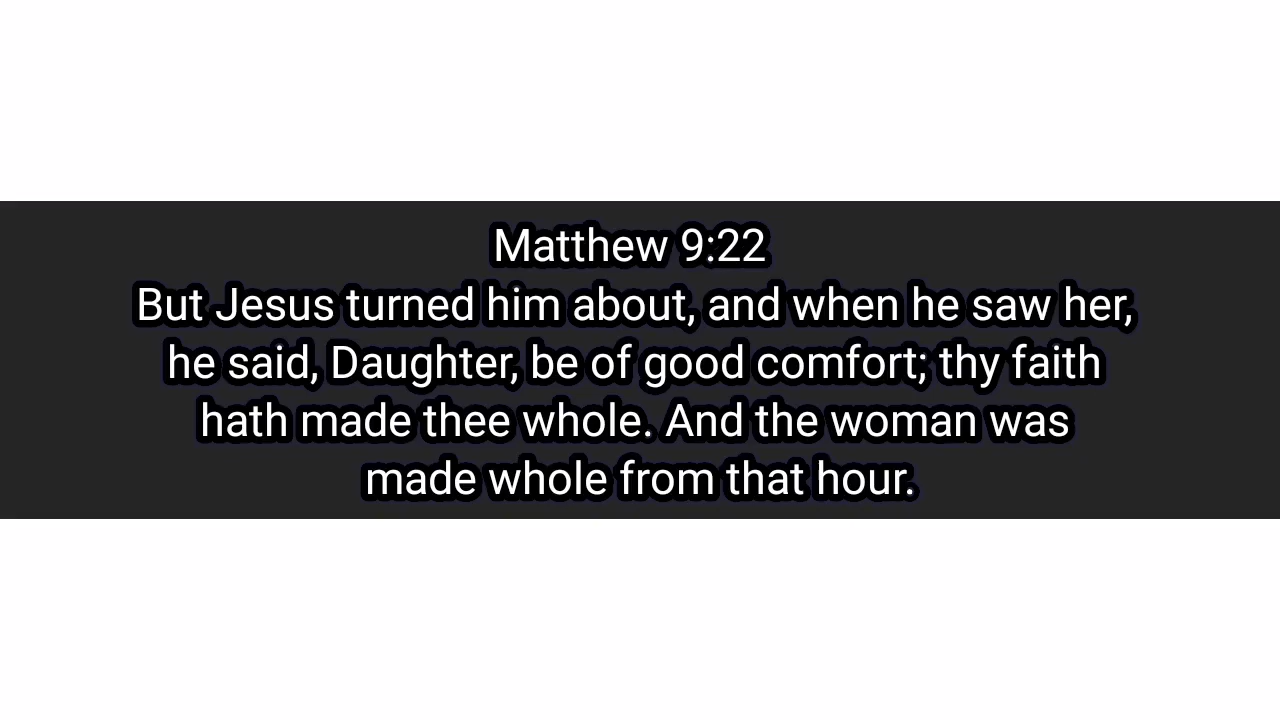 Matthew 9:22
But Jesus turned him about, and when he saw her,
he said, Daughter, be of good comfort; thy faith
hath made thee whole. And the woman was
made whole from that hour.